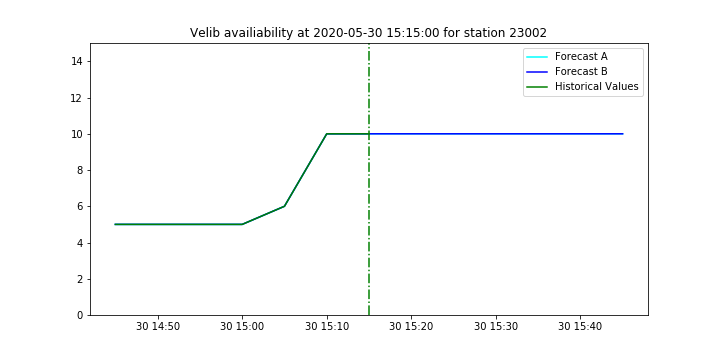 Velib availiability at 2020-05-30 15:15:00 for station 23002
Forecast A
Forecast B
Historical Values
14
12
10
8
6
4
2
0
30 14:50 30 15:00 30 15:10 30 15:20 30 15:30 30 15:40